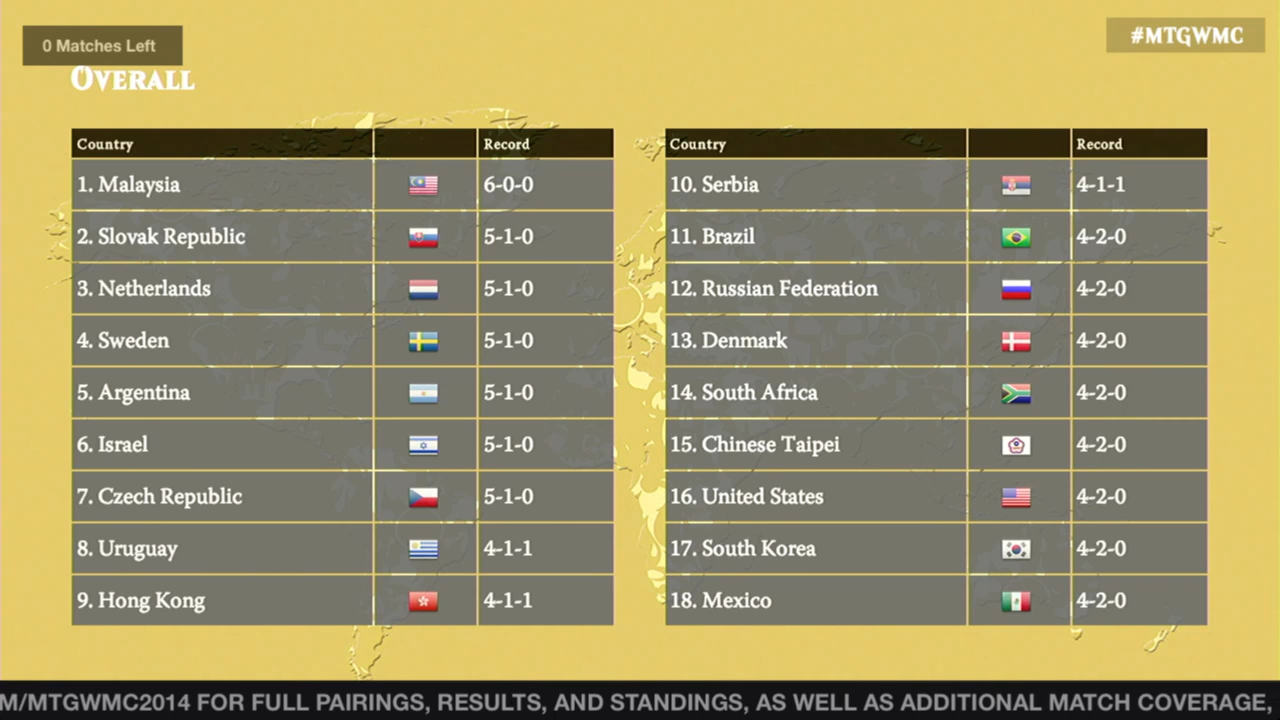 0 Matches Left
#MTGWMC
OVERALL
Country Record
1. Malaysia 6-0-0
2. Slovak Republic 5-1-0
3. Netherlands 5-1-0
4. Sweden 5-1-0
5. Argentina 5-1-0
6. Israel 5-1-0
7. Czech Republic 5-1-0
8. Uruguay 4-1-1
9. Hong Kong 4-1-1
Country Record
10. Serbia 4-1-1
11. Brazil 4-2-0
12. Russian Federation 4-2-0
13. Denmark 4-2-0
14. South Africa 4-2-0
15. Chinese Taipei 4-2-0
16. United States 4-2-0
17. South Korea 4-2-0
18. Mexico 4-2-0
M/MTGWMC2014 FOR FULL PAIRINGS, RESULTS, AND STANDINGS, AS WELL AS ADDITIONAL MATCH COVERAGE,